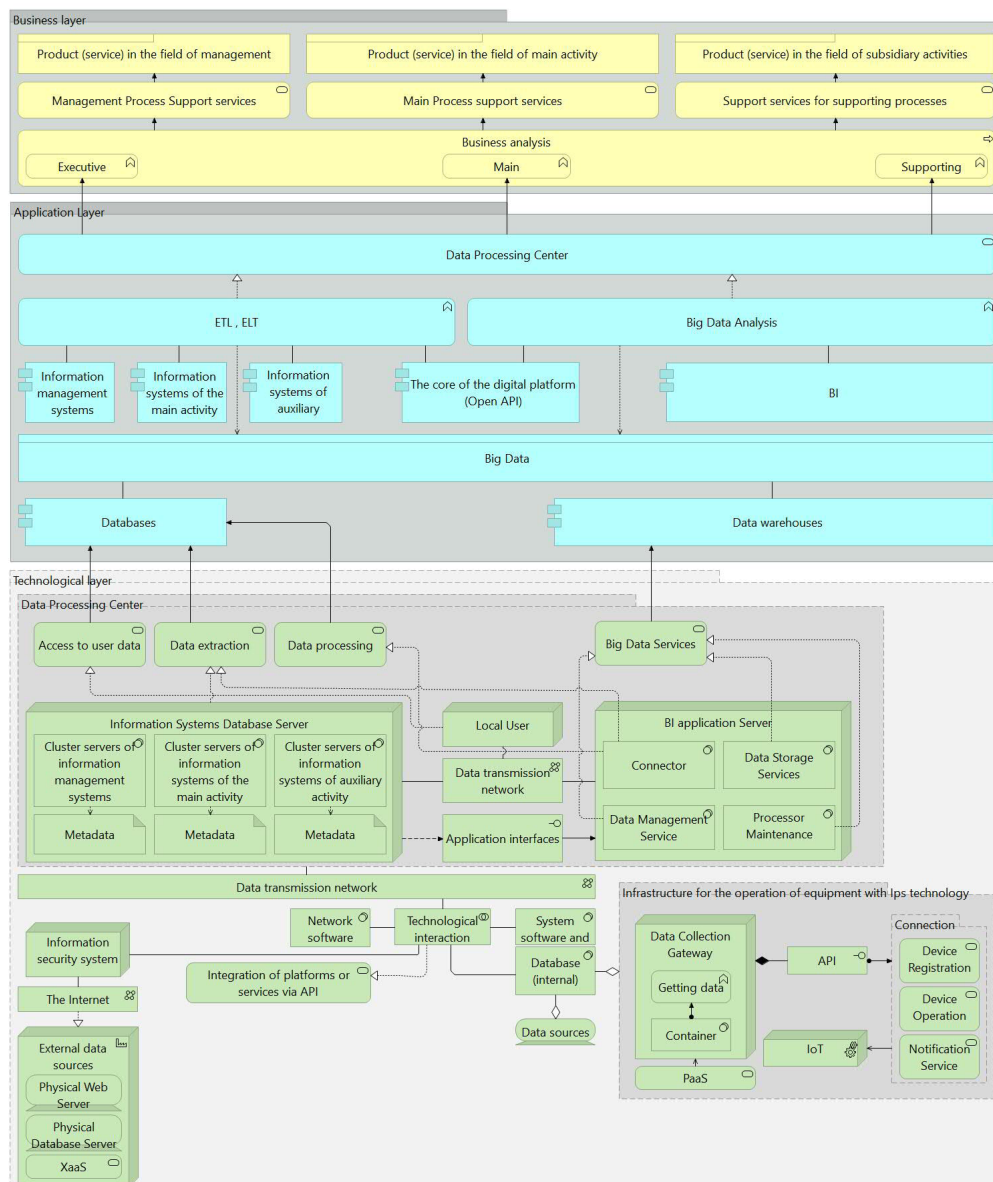 Business layer
Product (service) in the field of management
Product (service) in the field of main activity
Product (service) in the field of subsidiary activities
Management Process Support services
Main Process support services
Support services for supporting processes
Business analysis
Executive
Main
Supporting
Application Layer
Data Processing Center
ETL , ELT
Big Data Analysis
Information
management
systems
Information
systems of the
main activity
Information
systems of
auxiliary
The core of the digital platform
(Open API)
BI
Big Data
Databases
Data warehouses
Technological layer
Data Processing Center
Access to user data
Data extraction
Data processing
Big Data Services
Information Systems Database Server
Cluster servers of
information
management
systems
Cluster servers of
information
systems of the
main activity
Cluster servers of
information
systems of auxiliary
activity
Metadata
Metadata
Metadata
Local User
Data transmission
network
Application interfaces
BI application Server
Connector
Data Storage
Services
Data Management
Service
Processor
Maintenance
Data transmission network
Network
software
Technological
interaction
System
software and
Information
security system
Integration of platforms or
services via API
Database
(internal)
The Internet
Data sources
External data
sources
Physical Web
Server
Physical
Database Server
XaaS
Infrastructure for the operation of equipment with Ips technology
Data Collection
Gateway
Getting data
Container
PaaS
API
IoT
Connection
Device
Registration
Device
Operation
Notification
Service